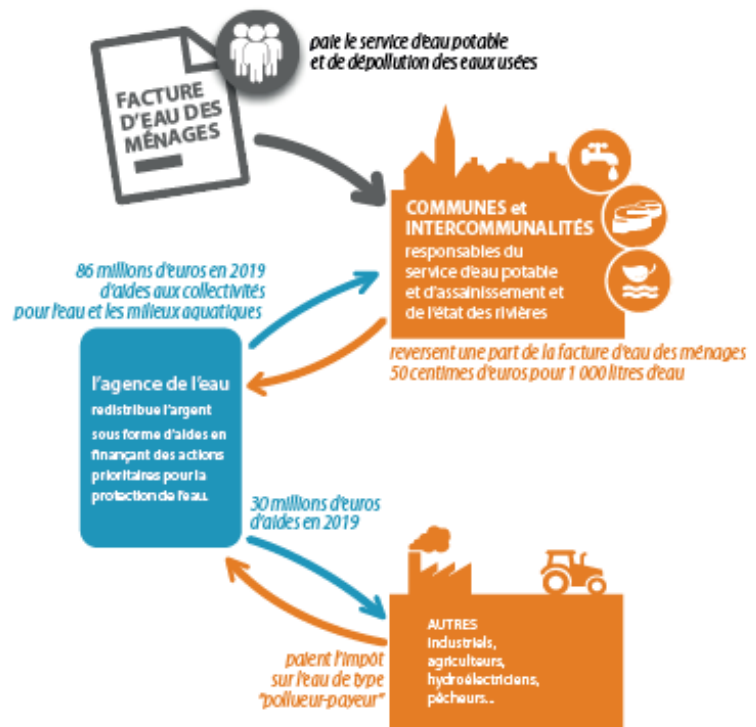 paie le service d'eau potable
et de dépollution des eaux usées
FACTURE
D'EAU DES
MÉNAGES
COMMUNES et
INTERCOMMUNALITÉS
responsables du
service d'eau potable
et d'assainissement et
de l'état des rivières
86 millions d'euros en 2019
d'aides aux collectivités
pour l'eau et les milieux aquatiques
reversent une part de la facture d'eau des ménages
50 centimes d'euros pour 1 000 litres d'eau
l'agence de l'eau
redistribue l'argent
sous forme d'aides en
finançant des actions
prioritaires pour la
protection de l'eau.
30 millions d'euros
d'aides en 2019
AUTRES
industriels,
agriculteurs,
hydroélectriciens,
pêcheurs...
paient l'impôt
sur l'eau de type
"pollueur-payeur"